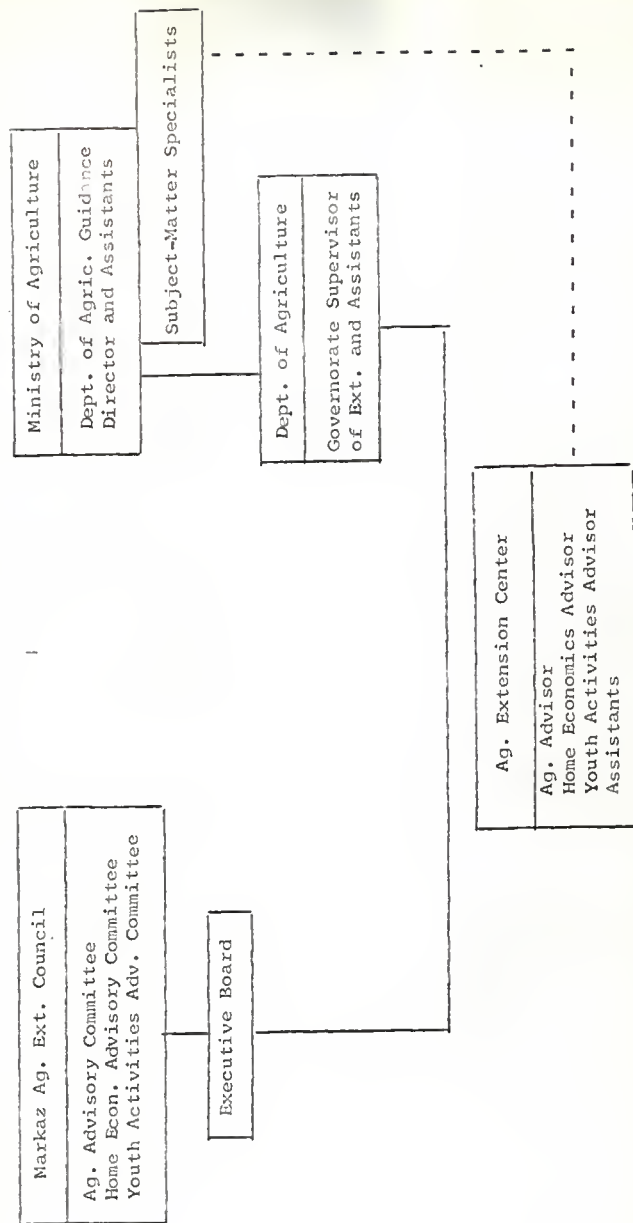 Markaz Ag. Ext. Council
Ag. Advisory Committee
Home Econ. Advisory Committee
Youth Activities Adv. Committee
Executive Board
Ministry of Agriculture
Dept. of Agric. Guidance
Director and Assistants
Subject-Matter Specialists
Dept. of Agriculture
Governorate Supervisor
of Ext. and Assistants
Ag. Extension Center
Ag. Advisor
Home Economics Advisor
Youth Activities Advisor
Assistants